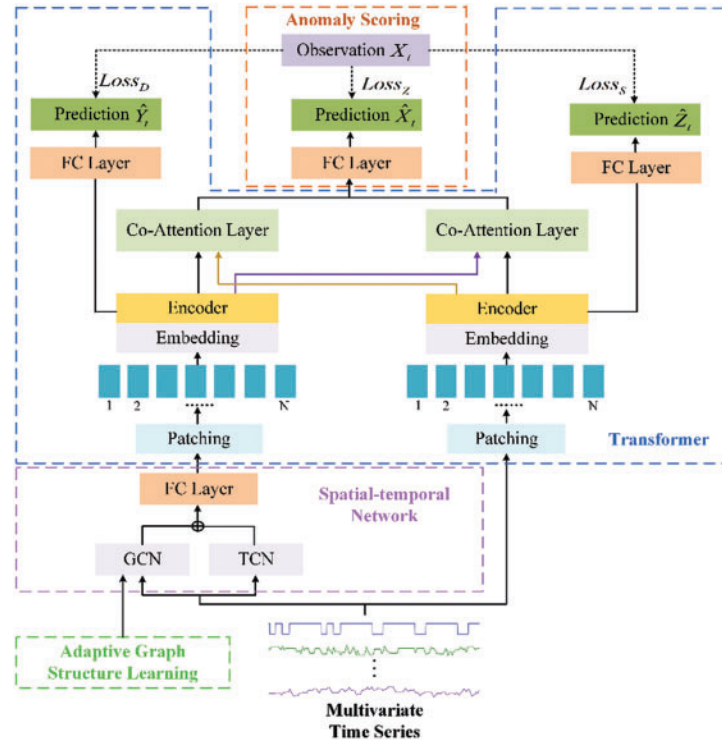 Anomaly Scoring
Observation X_t
Loss_D
Loss_Z
Loss_S
Prediction Ŷ_t
Prediction X̂_t
Prediction Ẑ_t
FC Layer
FC Layer
FC Layer
Co-Attention Layer
Co-Attention Layer
Encoder
Encoder
Embedding
Embedding
1 2 ...... N
1 2 ...... N
Patching
Patching
Transformer
FC Layer
Spatial-temporal
Network
GCN
TCN
Adaptive Graph
Structure Learning
Multivariate
Time Series